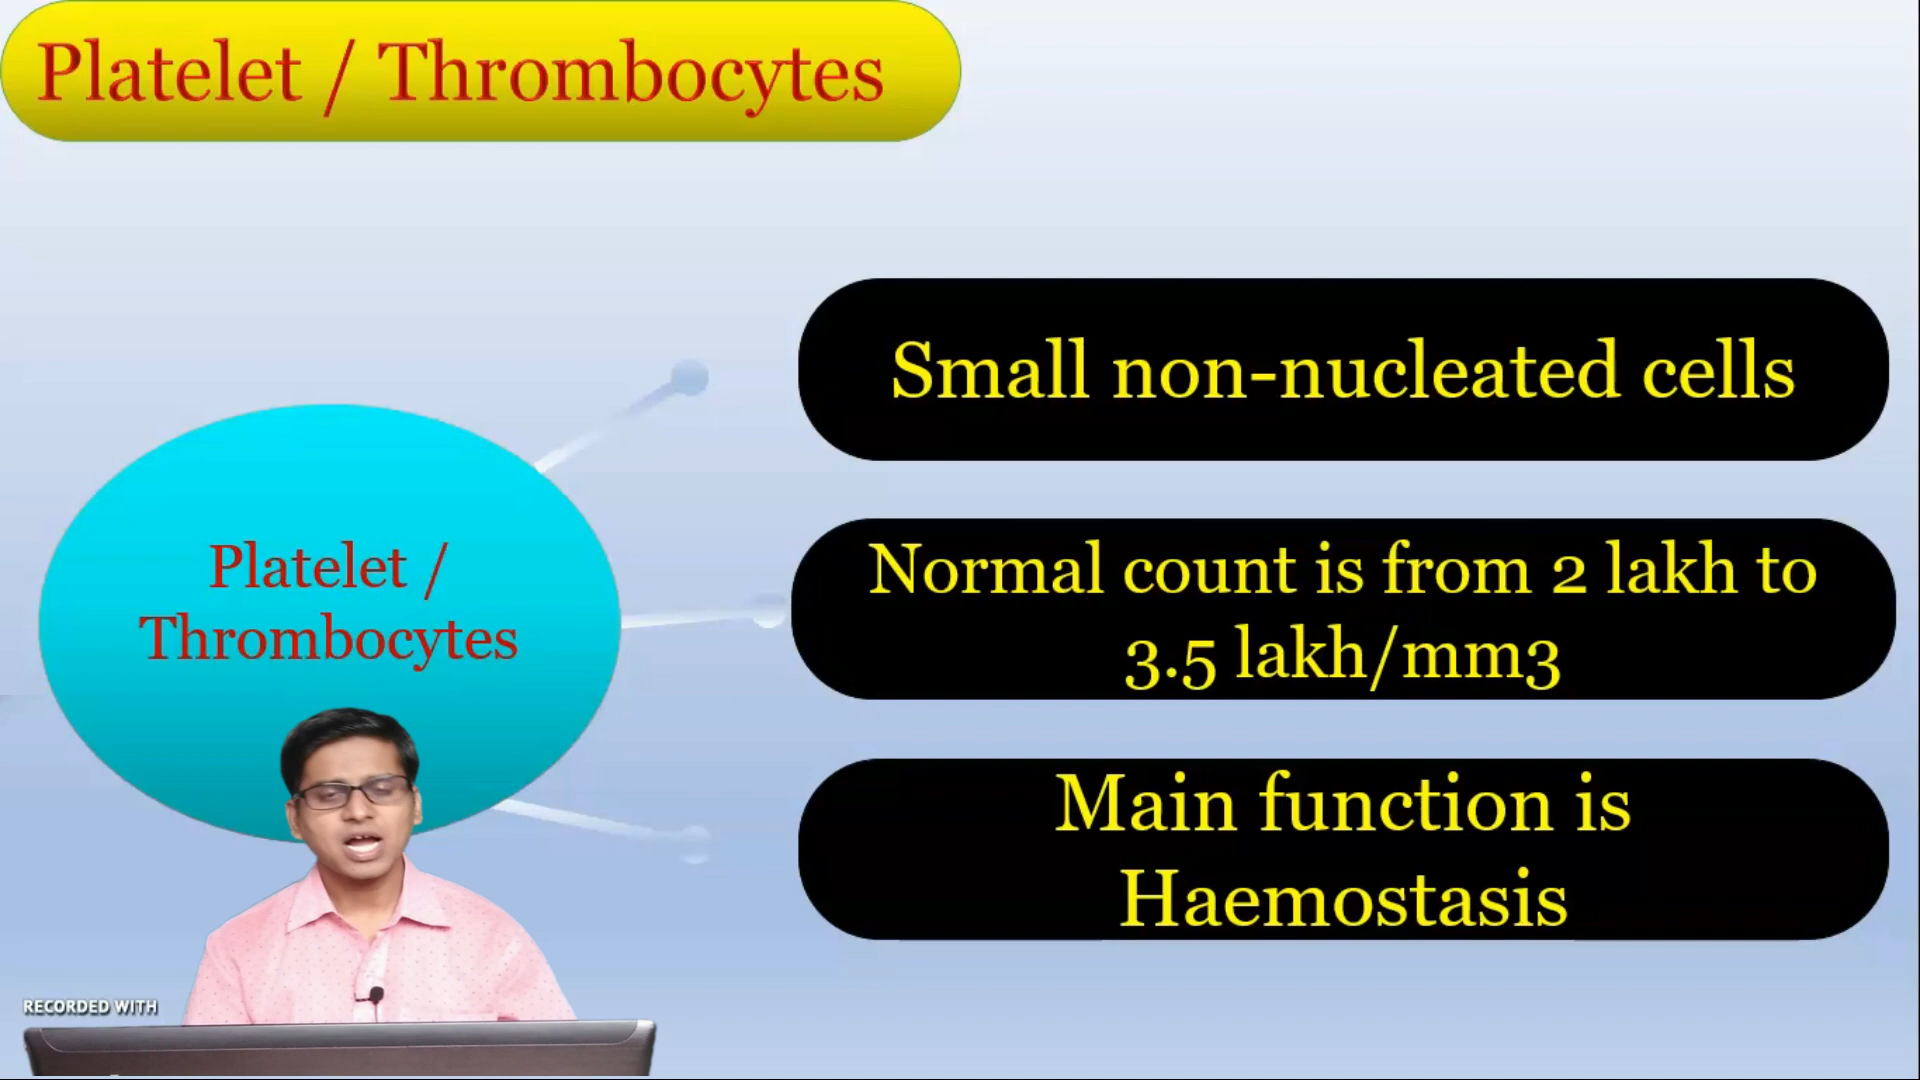 Platelet / Thrombocytes
Small non-nucleated cells
Platelet /
Thrombocytes
Normal count is from 2 lakh to
3.5 lakh/mm3
Main function is
Haemostasis
RECORDED WITH